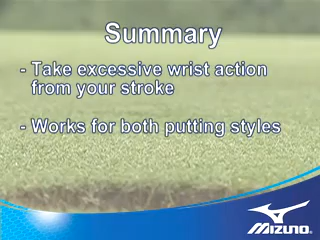 Summary
- Take excessive wrist action
from your stroke
- Works for both putting styles
MIZUNO